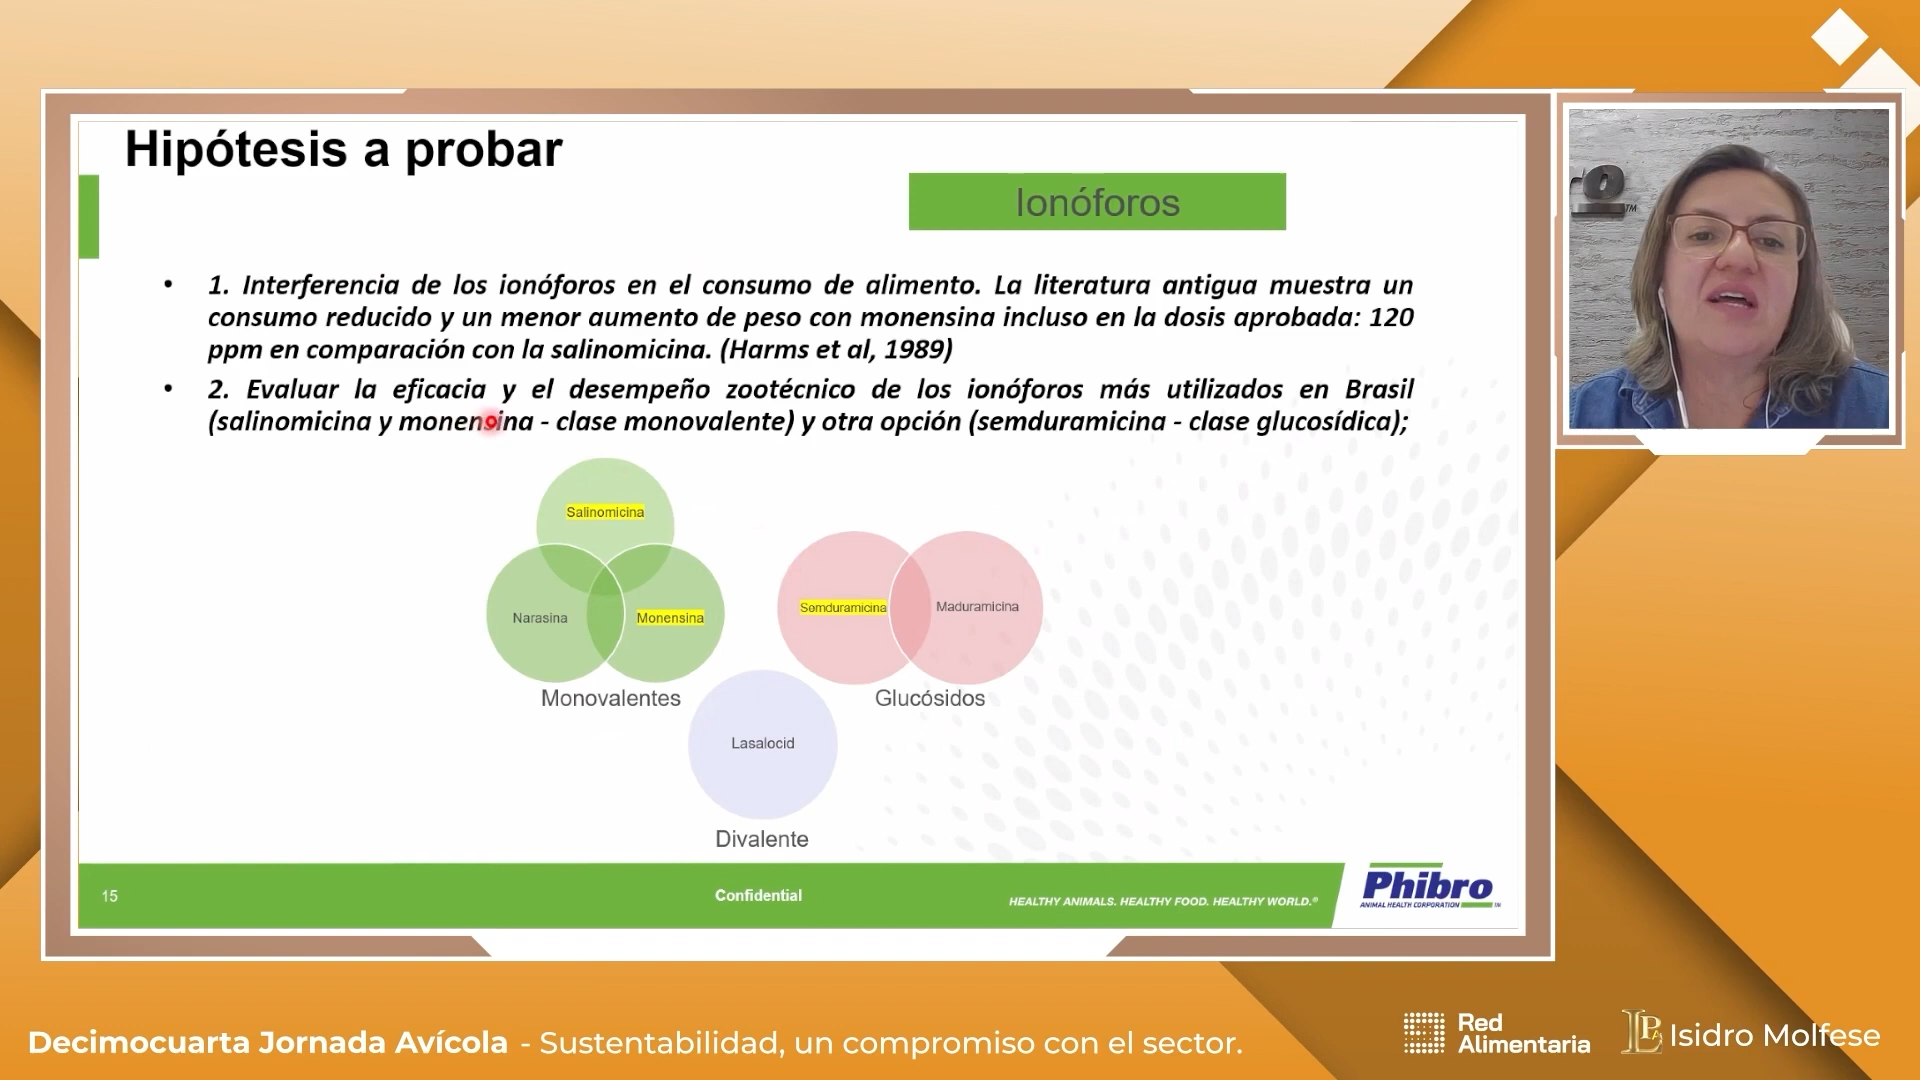 Hipótesis a probar
Ionóforos
• 1. Interferencia de los ionóforos en el consumo de alimento. La literatura antigua muestra un
consumo reducido y un menor aumento de peso con monensina incluso en la dosis aprobada: 120
ppm en comparación con la salinomicina. (Harms et al, 1989)
• 2. Evaluar la eficacia y el desempeño zootécnico de los ionóforos más utilizados en Brasil
(salinomicina y monensina - clase monovalente) y otra opción (semduramicina - clase glucosídica);
Salinomicina
Narasina
Monensina
Semduramicina
Maduramicina
Monovalentes
Glucósidos
Lasalocid
Divalente
15
Confidential
HEALTHY ANIMALS. HEALTHY FOOD. HEALTHY WORLD.®
Phibro
ANIMAL HEALTH CORPORATION
TM
ro
TM
Decimocuarta Jornada Avícola - Sustentabilidad, un compromiso con el sector.
Red
Alimentaria
Isidro Molfese